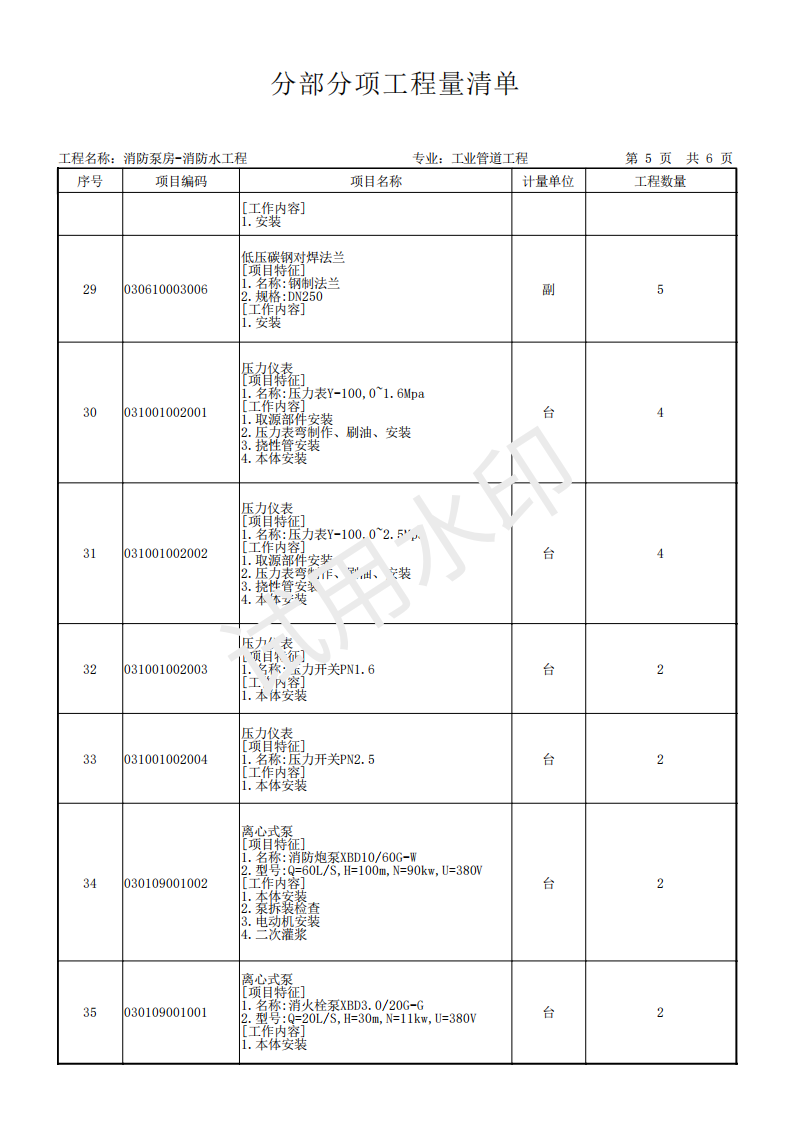 分部分项工程量清单
工程名称：消防泵房-消防水工程 专业：工业管道工程 第 5 页 共 6 页
序号 项目编码 项目名称 计量单位 工程数量
[工作内容]
1.安装
低压碳钢对焊法兰
[项目特征]
1.名称:钢制法兰
2.规格:DN250
[工作内容]
1.安装
29 030610003006 副 5
压力仪表
[项目特征]
1.名称:压力表Y-100,0~1.6Mpa
[工作内容]
1.取源部件安装
2.压力表弯制作、刷油、安装
3.挠性管安装
4.本体安装
30 031001002001 台 4
压力仪表
[项目特征]
1.名称:压力表Y-100,0~2.5Mpa
[工作内容]
1.取源部件安装
2.压力表弯制作、刷油、安装
3.挠性管安装
4.本体安装
31 031001002002 台 4
压力仪表
[项目特征]
1.名称:压力开关PN1.6
[工作内容]
1.本体安装
32 031001002003 台 2
压力仪表
[项目特征]
1.名称:压力开关PN2.5
[工作内容]
1.本体安装
33 031001002004 台 2
离心式泵
[项目特征]
1.名称:消防炮泵XBD10/60G-W
2.型号:Q=60L/S,H=100m,N=90kw,U=380V
[工作内容]
1.本体安装
2.泵拆装检查
3.电动机安装
4.二次灌浆
34 030109001002 台 2
离心式泵
[项目特征]
1.名称:消火栓泵XBD3.0/20G-G
2.型号:Q=20L/S,H=30m,N=11kw,U=380V
[工作内容]
1.本体安装
35 030109001001 台 2
试用水印